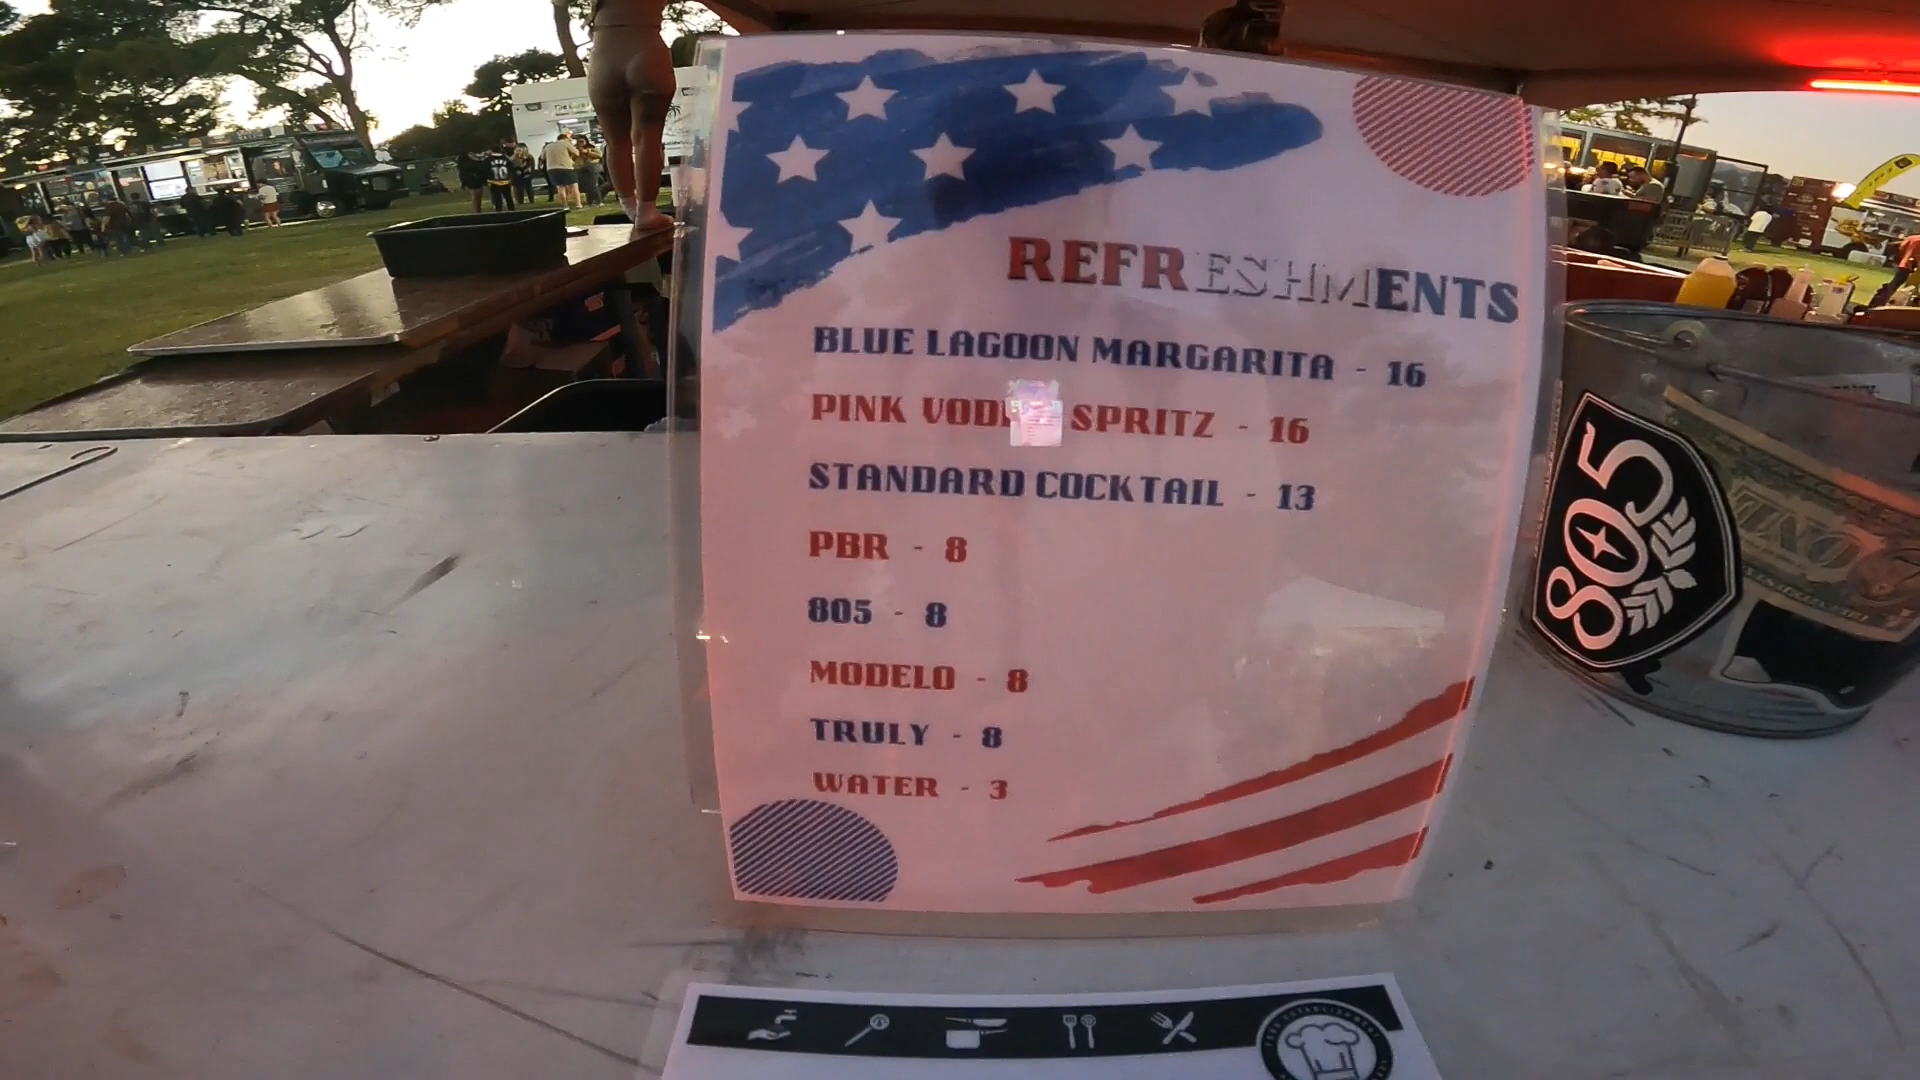 REFRESHMENTS
BLUE LAGOON MARGARITA - 16
PINK VODKA SPRITZ - 16
STANDARD COCKTAIL - 13
PBR - 8
805 - 8
MODELO - 8
TRULY - 8
WATER - 3
805